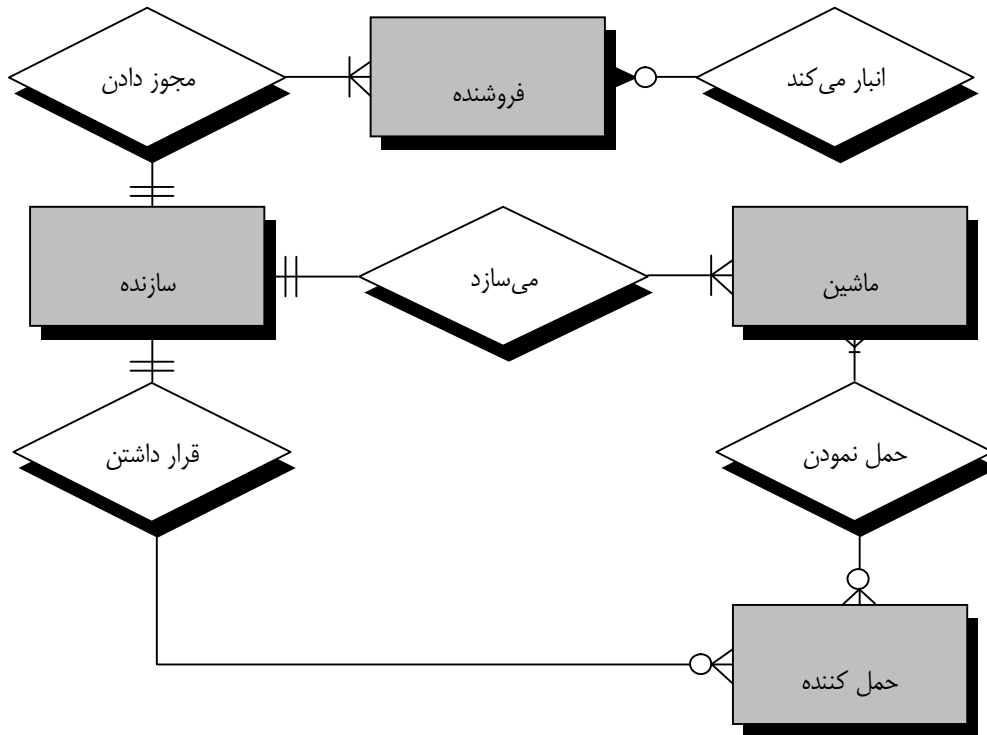 انبار می‌کند
فروشنده
مجوز دادن
ماشین
می‌سازد
سازنده
حمل نمودن
قرار داشتن
حمل کننده